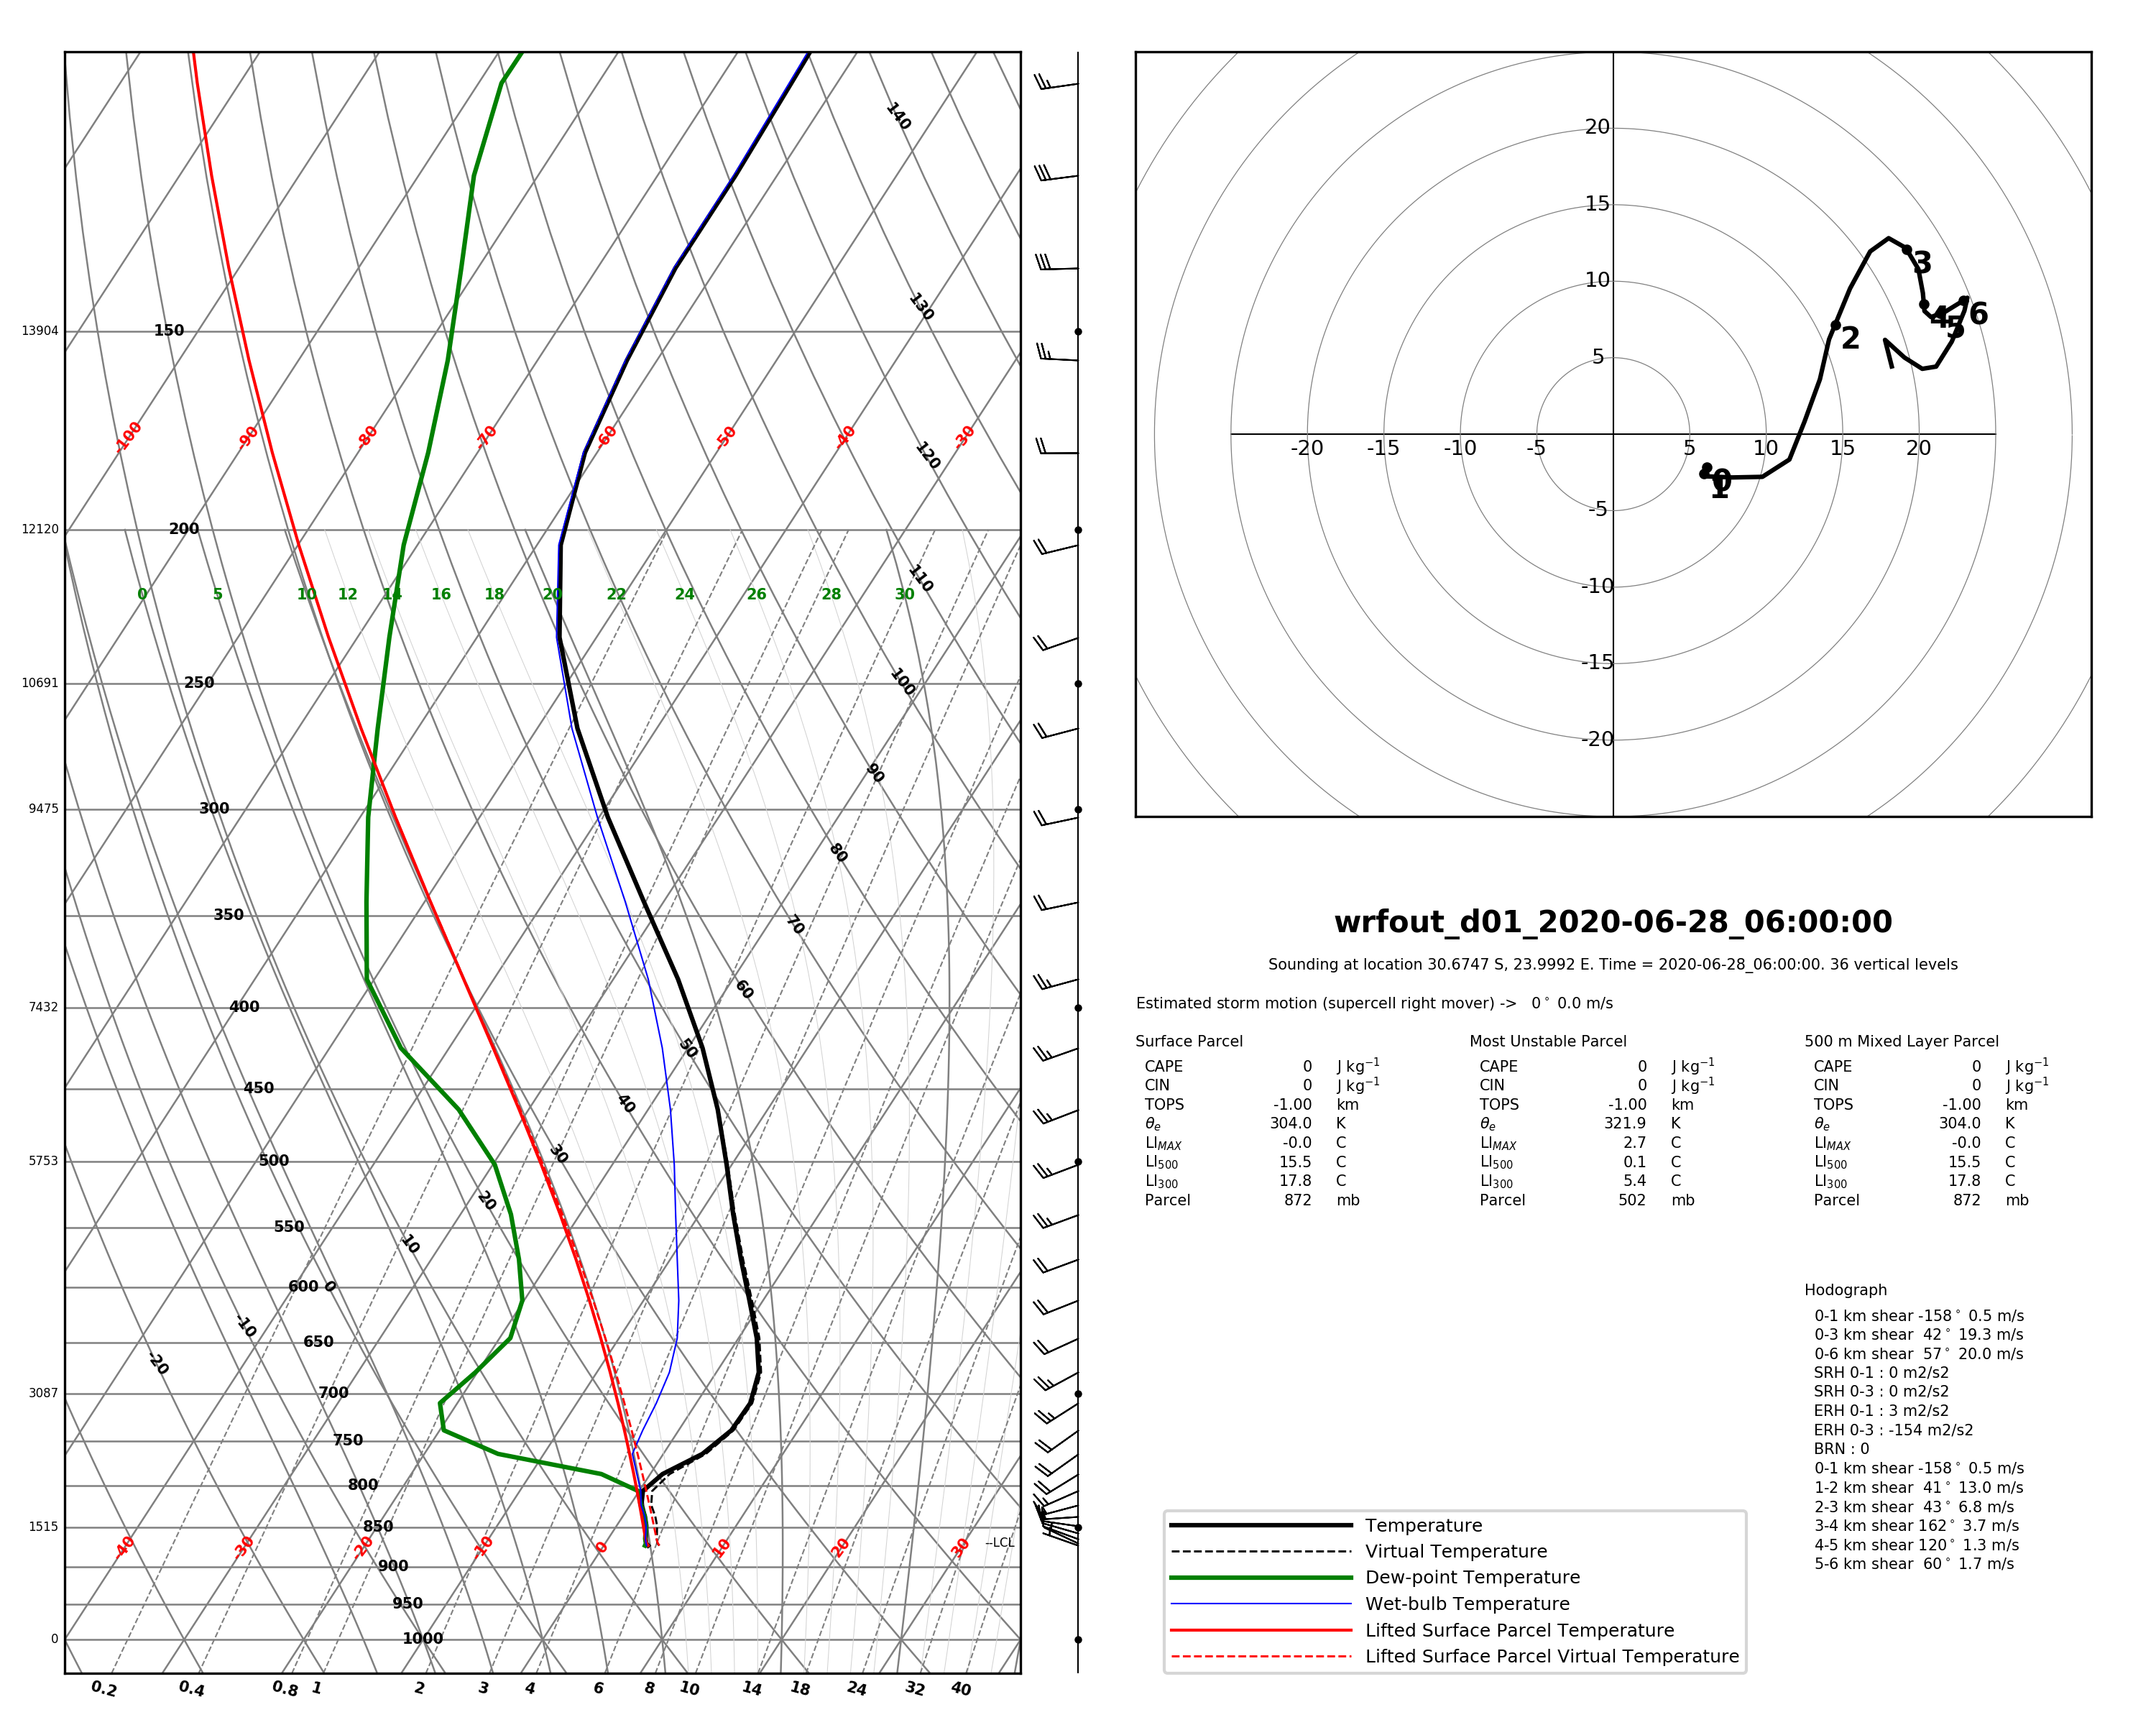 140
130
120
110
100
90
80
70
60
50
40
30
20
10
0
-10
-20
13904 150
-100 -90 -80 -70 -60 -50 -40 -30
12120 200
0 5 10 12 14 16 18 20 22 24 26 28 30
10691 250
9475 300
350
7432 400
450
5753 500
550
600
650
3087 700
750
800
1515 850
-40 -30 -20 -10 0 10 20 30
--LCL
900
950
0 1000
0.2 0.4 0.8 1 2 3 4 6 8 10 14 18 24 32 40
20
15
10
5
-20 -15 -10 -5 5 10 15 20
-5
-10
-15
-20
0
1
2
3
4
5
6
wrfout_d01_2020-06-28_06:00:00
Sounding at location 30.6747 S, 23.9992 E. Time = 2020-06-28_06:00:00. 36 vertical levels
Estimated storm motion (supercell right mover) -> 0° 0.0 m/s
Surface Parcel
CAPE 0 J kg⁻¹
CIN 0 J kg⁻¹
TOPS -1.00 km
θe 304.0 K
LIMAX -0.0 C
LI500 15.5 C
LI300 17.8 C
Parcel 872 mb
Most Unstable Parcel
CAPE 0 J kg⁻¹
CIN 0 J kg⁻¹
TOPS -1.00 km
θe 321.9 K
LIMAX 2.7 C
LI500 0.1 C
LI300 5.4 C
Parcel 502 mb
500 m Mixed Layer Parcel
CAPE 0 J kg⁻¹
CIN 0 J kg⁻¹
TOPS -1.00 km
θe 304.0 K
LIMAX -0.0 C
LI500 15.5 C
LI300 17.8 C
Parcel 872 mb
Hodograph
0-1 km shear -158° 0.5 m/s
0-3 km shear 42° 19.3 m/s
0-6 km shear 57° 20.0 m/s
SRH 0-1 : 0 m2/s2
SRH 0-3 : 0 m2/s2
ERH 0-1 : 3 m2/s2
ERH 0-3 : -154 m2/s2
BRN : 0
0-1 km shear -158° 0.5 m/s
1-2 km shear 41° 13.0 m/s
2-3 km shear 43° 6.8 m/s
3-4 km shear 162° 3.7 m/s
4-5 km shear 120° 1.3 m/s
5-6 km shear 60° 1.7 m/s
Temperature
Virtual Temperature
Dew-point Temperature
Wet-bulb Temperature
Lifted Surface Parcel Temperature
Lifted Surface Parcel Virtual Temperature